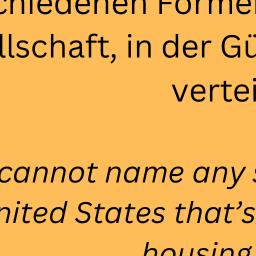 chiedenen Formen
llschaft, in der Gü
vertei
cannot name any s
nited States that's
housing